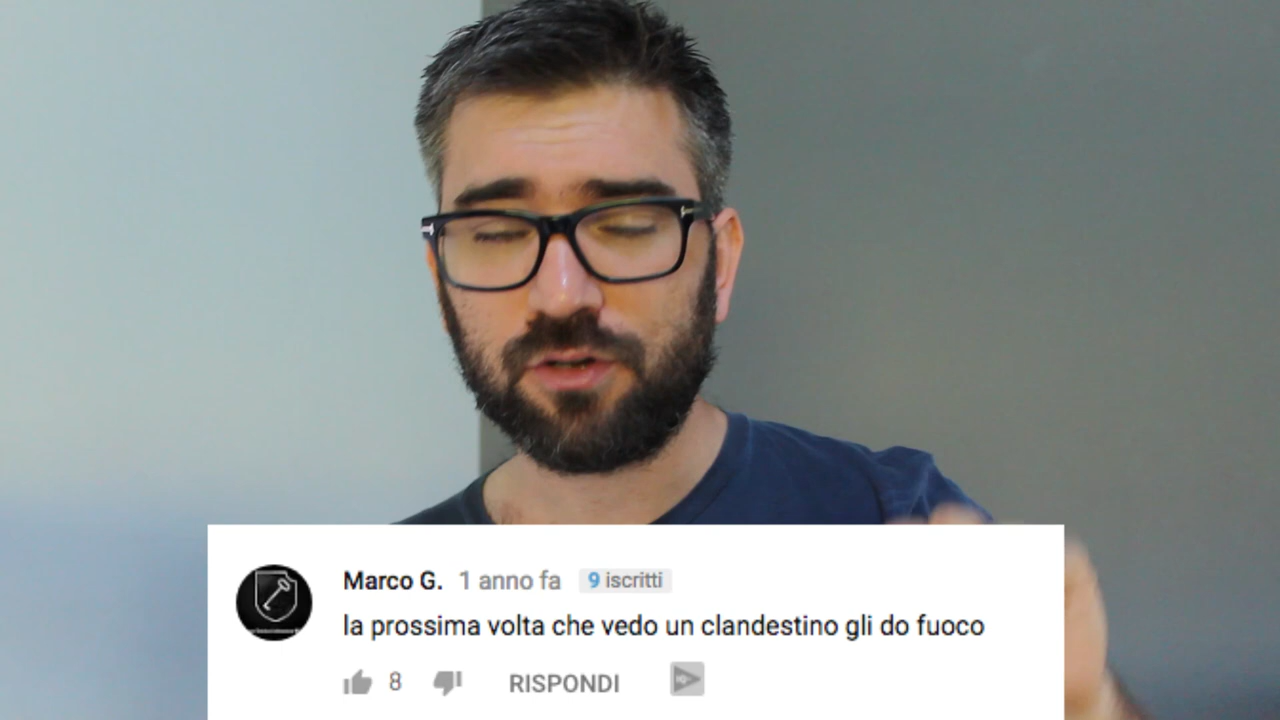 Marco G. 1 anno fa 9 iscritti
la prossima volta che vedo un clandestino gli do fuoco
8 RISPONDI